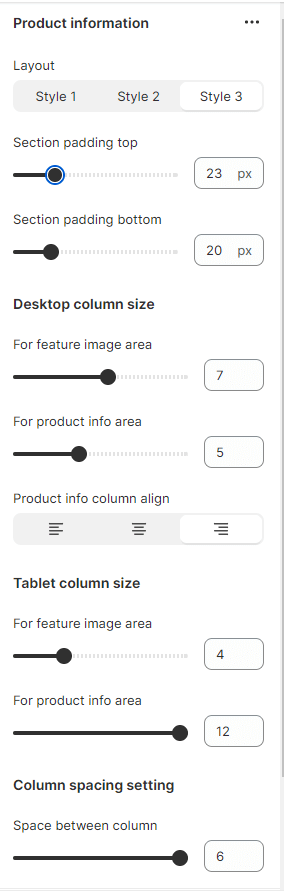 Product information
Layout
Style 1 Style 2 Style 3
Section padding top
23 px
Section padding bottom
20 px
Desktop column size
For feature image area
7
For product info area
5
Product info column align
Tablet column size
For feature image area
4
For product info area
12
Column spacing setting
Space between column
6